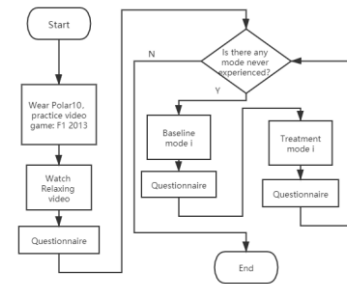 Start
Wear Polar10,
practice video
game: F1 2013
Watch
Relaxing
video
Questionnaire
Is there any
mode never
experienced?
N
Y
Baseline
mode i
Questionnaire
Treatment
mode i
Questionnaire
End